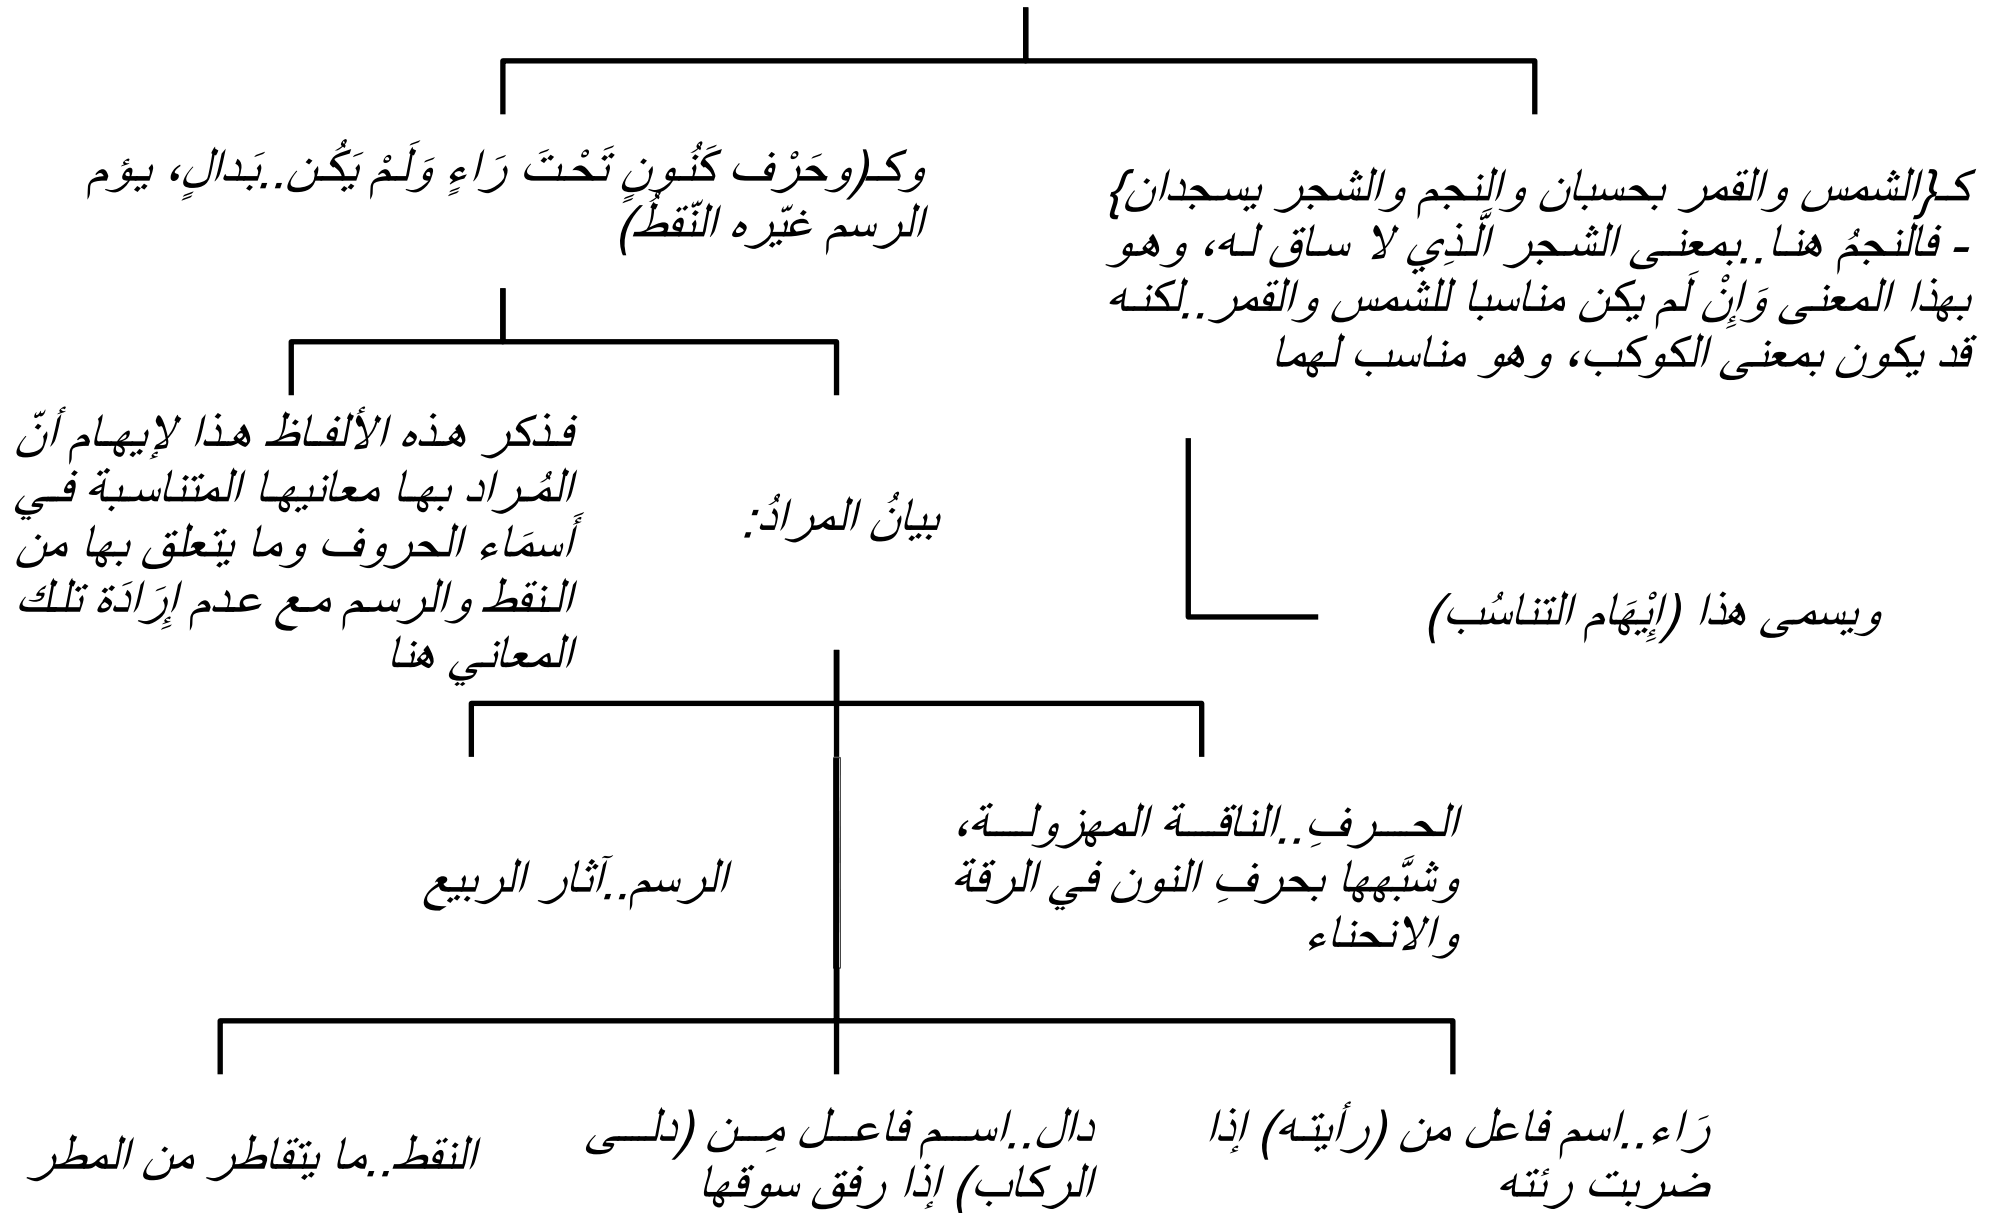 كـ{الشمس والقمر بحسبان والنجم والشجر يسجدان}
- فالنجمُ هنا..بمعنى الشجر الَّذِي لا ساق له، وهو
بهذا المعنى وَإِنْ لَم يكن مناسبا للشمس والقمر..لكنه
قد يكون بمعنى الكوكب، وهو مناسب لهما
وكـ(وحَرْف كَنُونٍ تَحْتَ رَاءٍ وَلَمْ يَكُن..بَدالٍ، يؤم
الرسم غيّره النّقطُ)
ويسمى هذا (إِيْهَام التناسُب)
بيانُ المرادُ:
فذكر هذه الألفاظ هذا لإيهام أنّ
المُراد بها معانيها المتناسبة في
أَسمَاء الحروف وما يتعلق بها من
النقط والرسم مع عدم إِرَادَة تلك
المعاني هنا
الحرفِ..الناقة المهزولة،
وشبَّهها بحرفِ النون في الرقة
والانحناء
الرسم..آثار الربيع
رَاء..اسم فاعل من (رأيته) إذا
ضربت رئته
دال..اسم فاعل مِن (دلى
الركاب) إذا رفق سوقها
النقط..ما يتقاطر من المطر